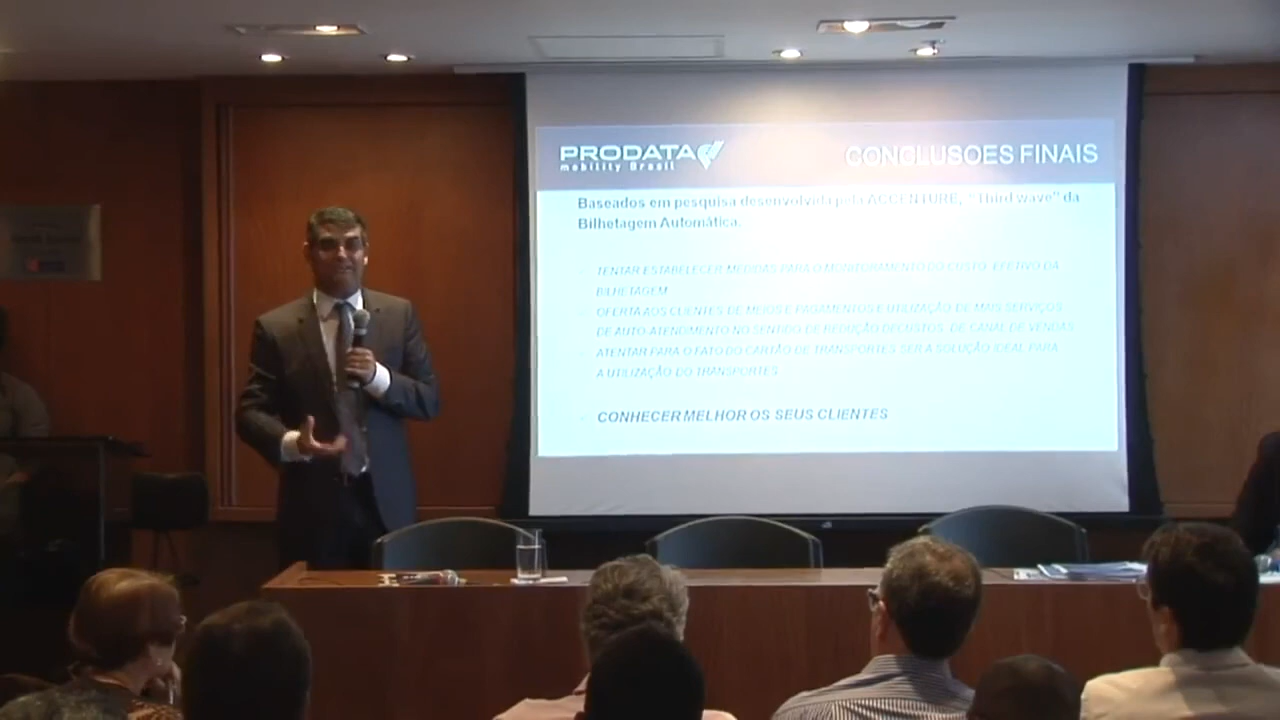 PRODATA
mobility Brasil
CONCLUSOES FINAIS
Baseados em pesquisa desenvolvida pela ACCENTURE, "Third wave" da
Bilhetagem Automática.
- TENTAR ESTABELECER MEDIDAS PARA O MONITORAMENTO DO CUSTO EFETIVO DA
BILHETAGEM
- OFERTA AOS CLIENTES DE MEIOS E PAGAMENTOS E UTILIZAÇÃO DE MAIS SERVIÇOS
DE AUTO-ATENDIMENTO NO SENTIDO DE REDUÇÃO DECUSTOS DE CANAL DE VENDAS
- ATENTAR PARA O FATO DO CARTÃO DE TRANSPORTES SER A SOLUÇÃO IDEAL PARA
A UTILIZAÇÃO DO TRANSPORTES
- CONHECER MELHOR OS SEUS CLIENTES